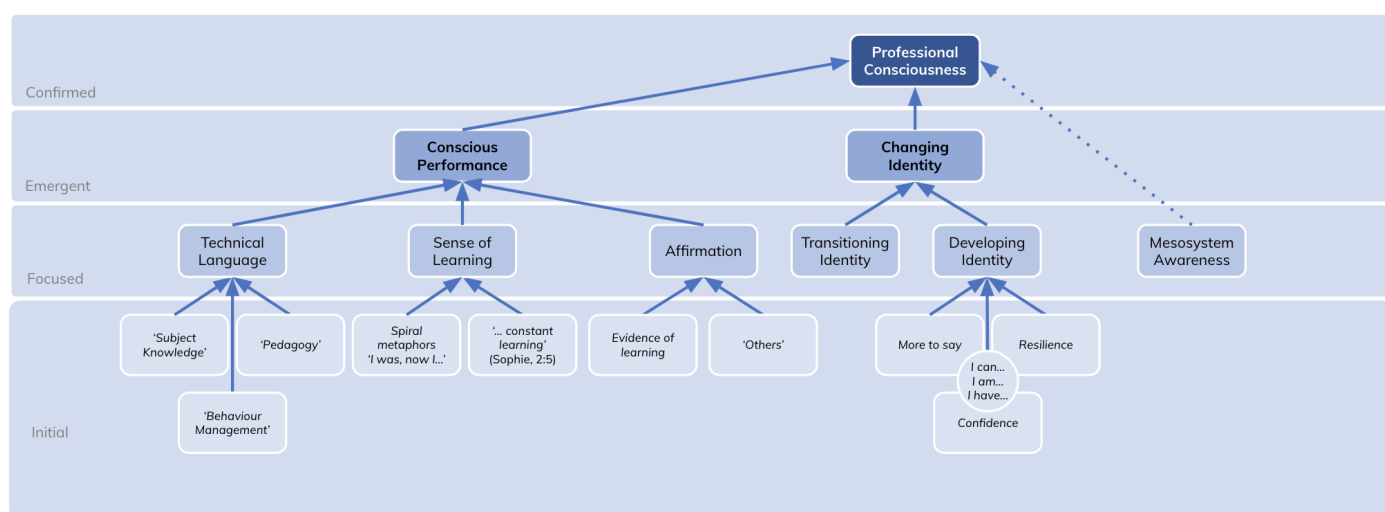 Professional
Consciousness
Confirmed
Conscious
Performance
Changing
Identity
Emergent
Technical
Language
Sense of
Learning
Affirmation
Transitioning
Identity
Developing
Identity
Mesosystem
Awareness
Focused
‘Subject
Knowledge’
‘Pedagogy’
Spiral
metaphors
‘I was, now I...’
‘... constant
learning’
(Sophie, 2:5)
Evidence of
learning
‘Others’
More to say
Resilience
I can...
I am...
I have...
‘Behaviour
Management’
Confidence
Initial